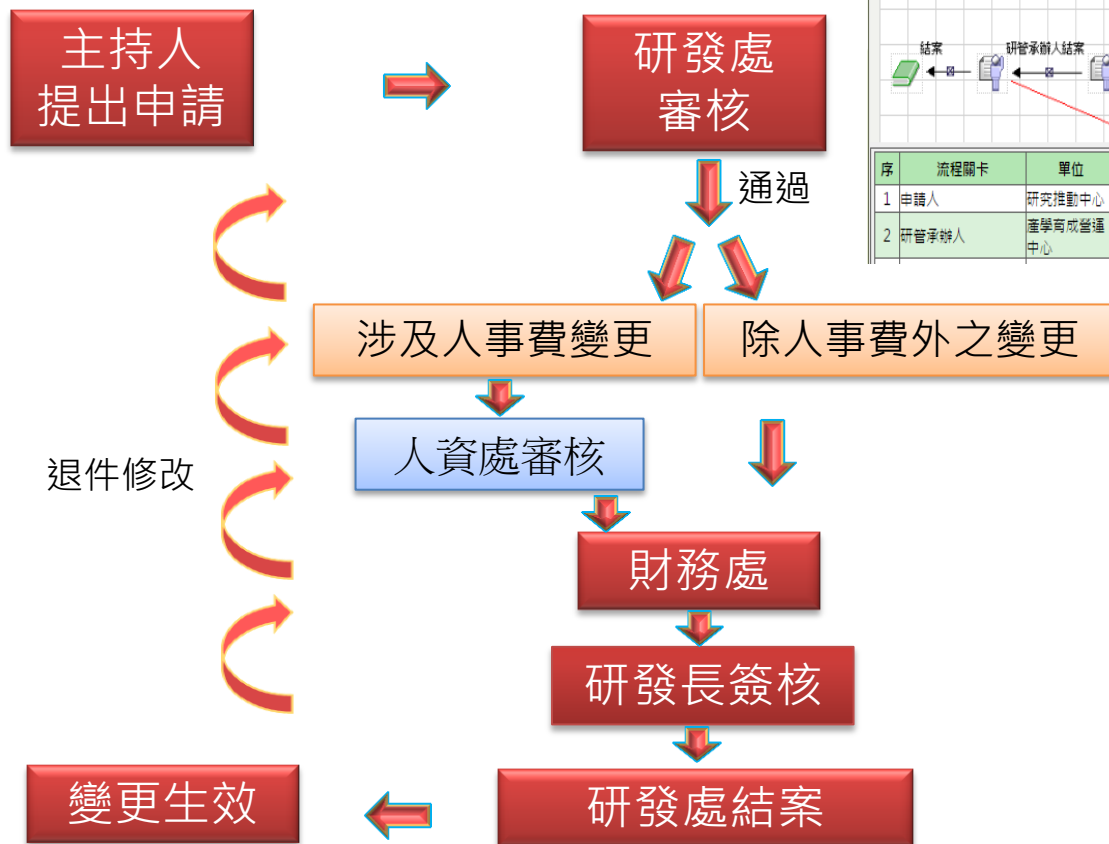 主持人
提出申請
研發處
審核
結案
研管承辦人結案
序 流程關卡 單位
1 申請人 研究推動中心
2 研管承辦人 產學育成營運
中心
通過
涉及人事費變更
除人事費外之變更
人資處審核
退件修改
財務處
研發長簽核
研發處結案
變更生效